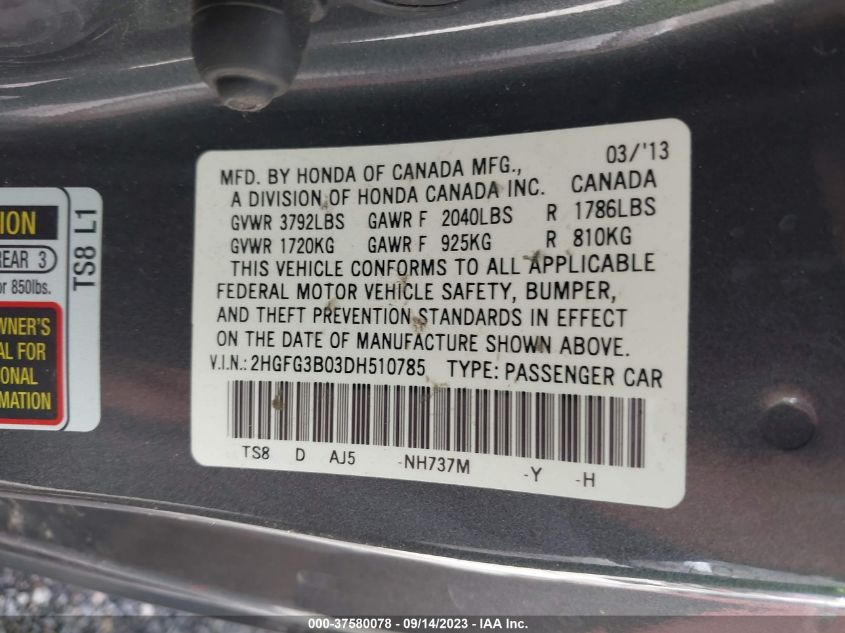 MFD. BY HONDA OF CANADA MFG., 03/'13
A DIVISION OF HONDA CANADA INC. CANADA
GVWR 3792LBS GAWR F 2040LBS R 1786LBS
GVWR 1720KG GAWR F 925KG R 810KG
THIS VEHICLE CONFORMS TO ALL APPLICABLE
FEDERAL MOTOR VEHICLE SAFETY, BUMPER,
AND THEFT PREVENTION STANDARDS IN EFFECT
ON THE DATE OF MANUFACTURE SHOWN ABOVE.
V.I.N.: 2HGFG3B03DH510785 TYPE: PASSENGER CAR
TS8 D AJ5 -NH737M -Y -H
ION
REAR 3
or 850lbs.
WNER'S
AL FOR
IONAL
MATION
TS8 L1
000-37580078 - 09/14/2023 - IAA Inc.